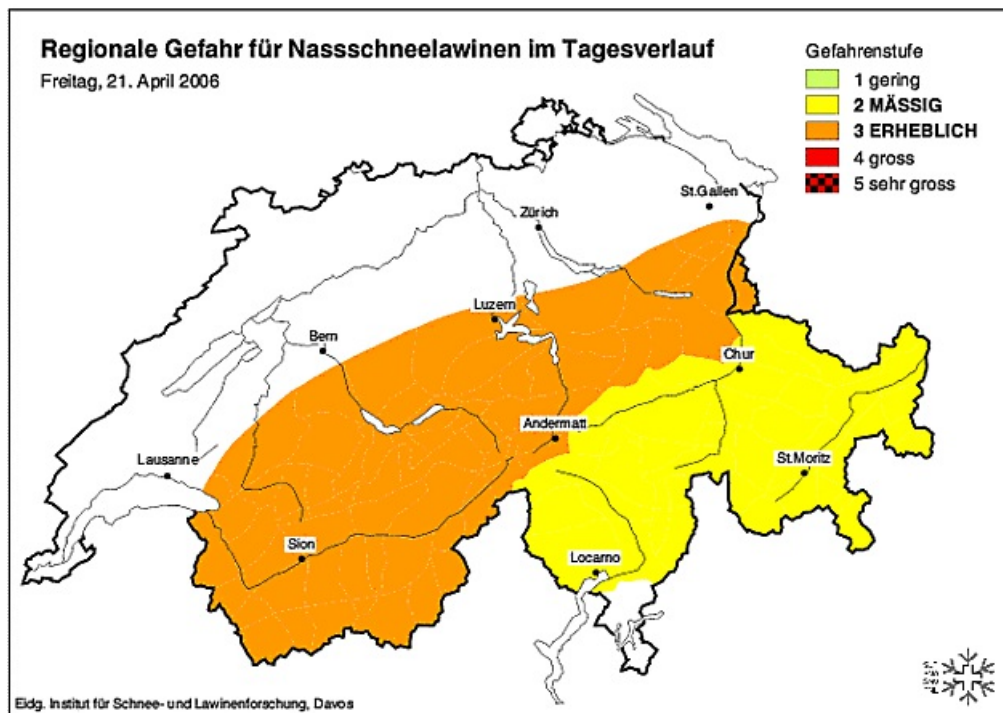 Regionale Gefahr für Nassschneelawinen im Tagesverlauf
Freitag, 21. April 2006
Gefahrenstufe
1 gering
2 MÄSSIG
3 ERHEBLICH
4 gross
5 sehr gross
St.Gallen
Zürich
Luzern
Bern
Chur
Andermatt
Lausanne
St.Moritz
Sion
Locarno
Eidg. Institut für Schnee- und Lawinenforschung, Davos